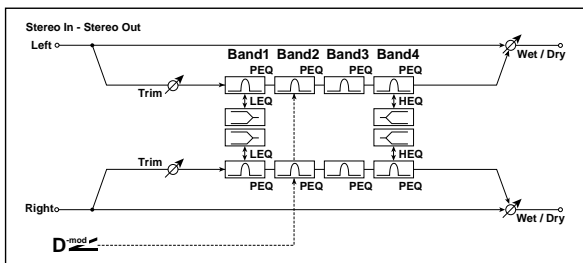 Stereo In - Stereo Out
Left
Band1 Band2 Band3 Band4
PEQ PEQ PEQ PEQ
Wet / Dry
Trim
LEQ HEQ
LEQ HEQ
Trim
PEQ PEQ PEQ PEQ
Right
Wet / Dry
D-mod